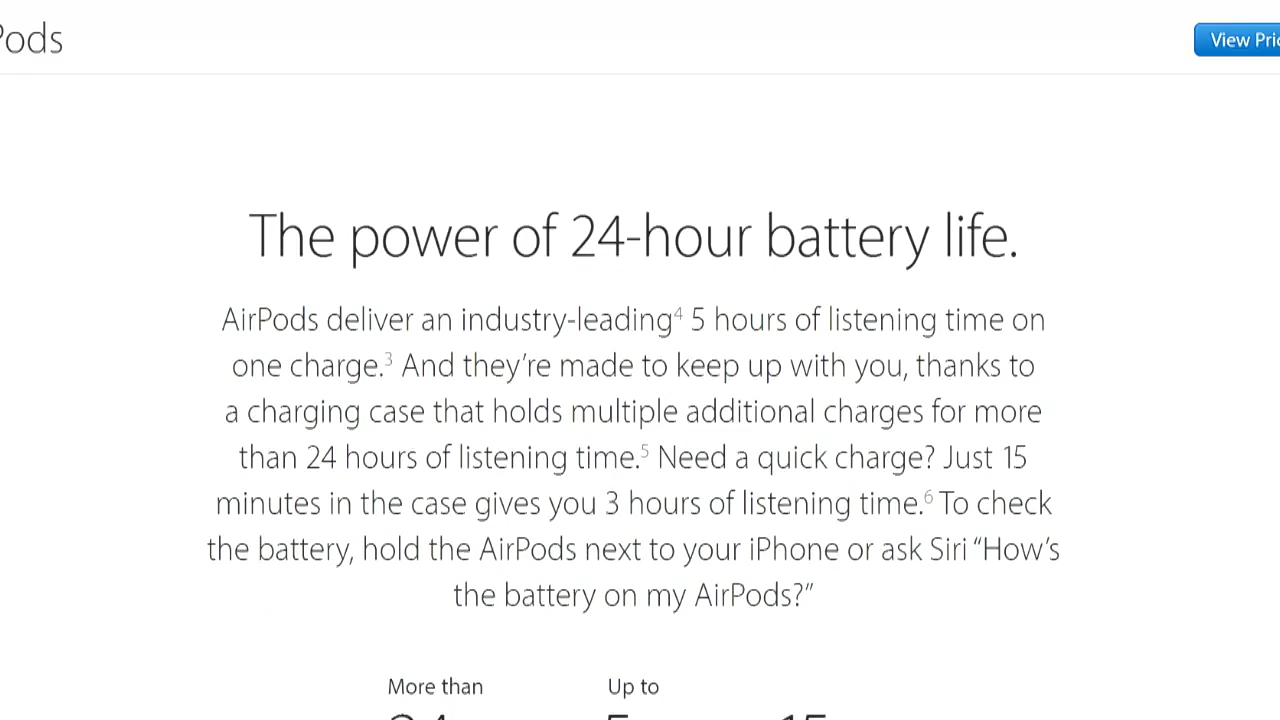 Pods
View Pric
The power of 24-hour battery life.
AirPods deliver an industry-leading⁴ 5 hours of listening time on
one charge.³ And they’re made to keep up with you, thanks to
a charging case that holds multiple additional charges for more
than 24 hours of listening time.⁵ Need a quick charge? Just 15
minutes in the case gives you 3 hours of listening time.⁶ To check
the battery, hold the AirPods next to your iPhone or ask Siri “How’s
the battery on my AirPods?”
More than
Up to